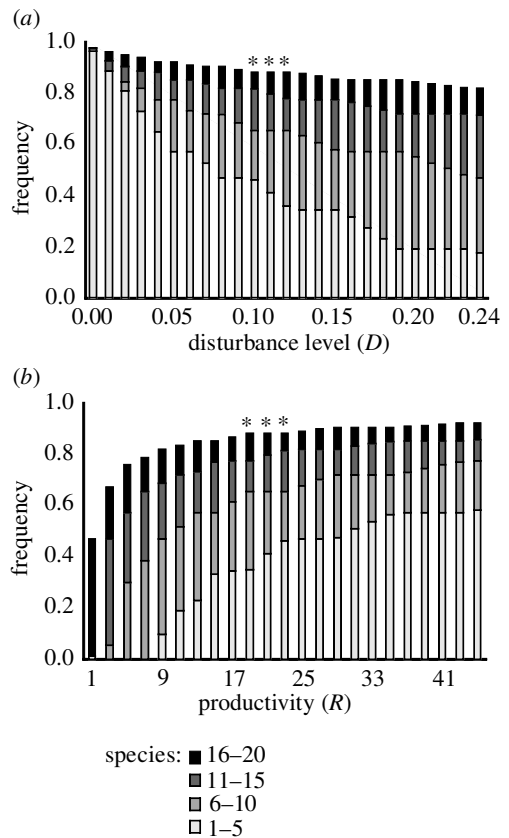 (a)
1.0
0.8
0.6
0.4
0.2
0.0
frequency
* * *
0.00 0.05 0.10 0.15 0.20 0.24
disturbance level (D)
(b)
1.0
0.8
0.6
0.4
0.2
0.0
frequency
* * *
1 9 17 25 33 41
productivity (R)
species: 16–20
11–15
6–10
1–5